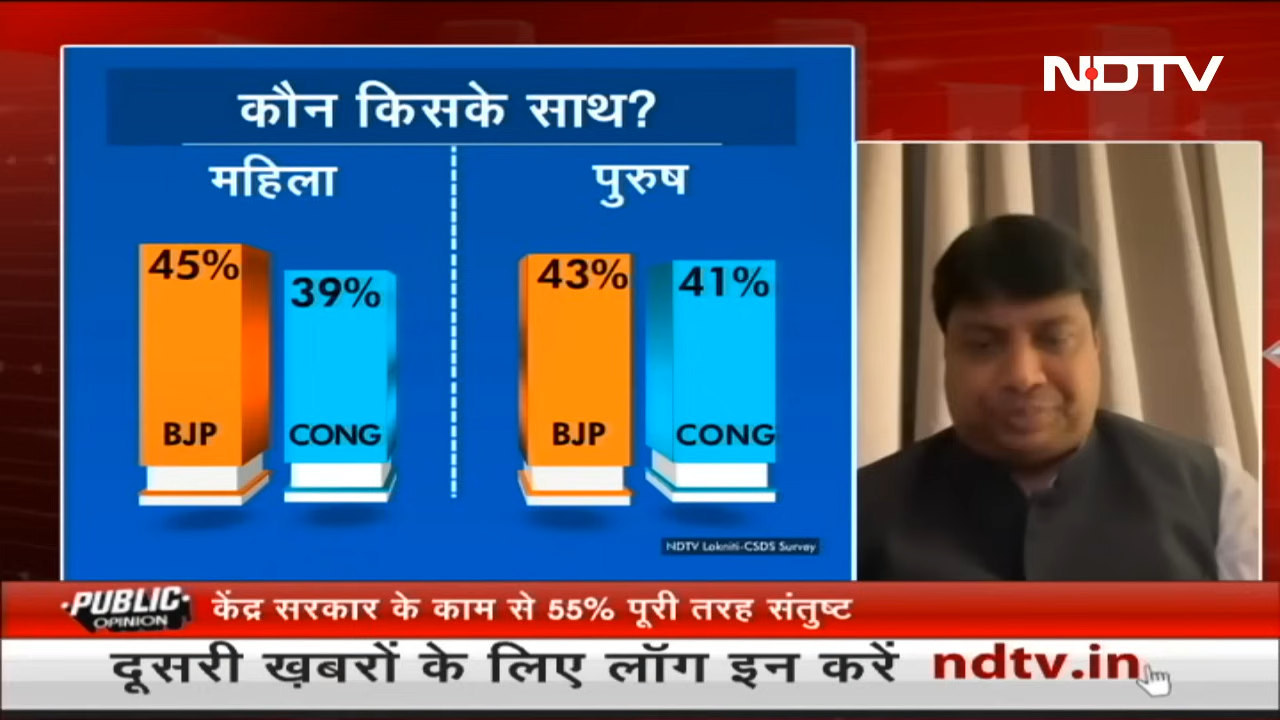 NDTV
कौन किसके साथ?
महिला
45%
39%
BJP
CONG
पुरुष
43%
41%
BJP
CONG
NDTV Lokniti-CSDS Survey
PUBLIC
OPINION
केंद्र सरकार के काम से 55% पूरी तरह संतुष्ट
दूसरी ख़बरों के लिए लॉग इन करें ndtv.in